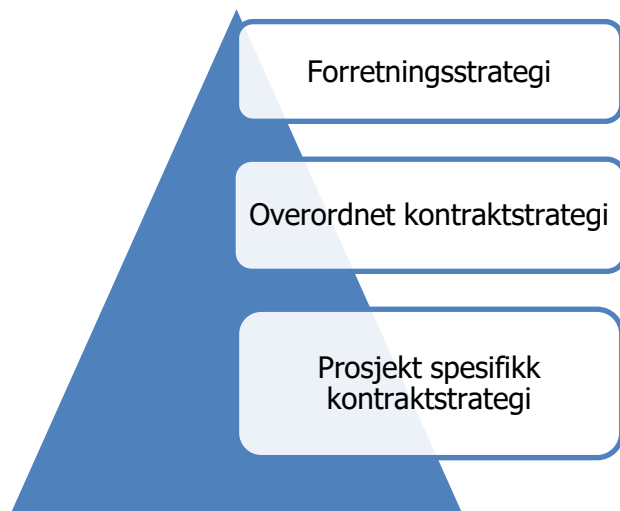 Forretningsstrategi
Overordnet kontraktstrategi
Prosjekt spesifikk
kontraktstrategi